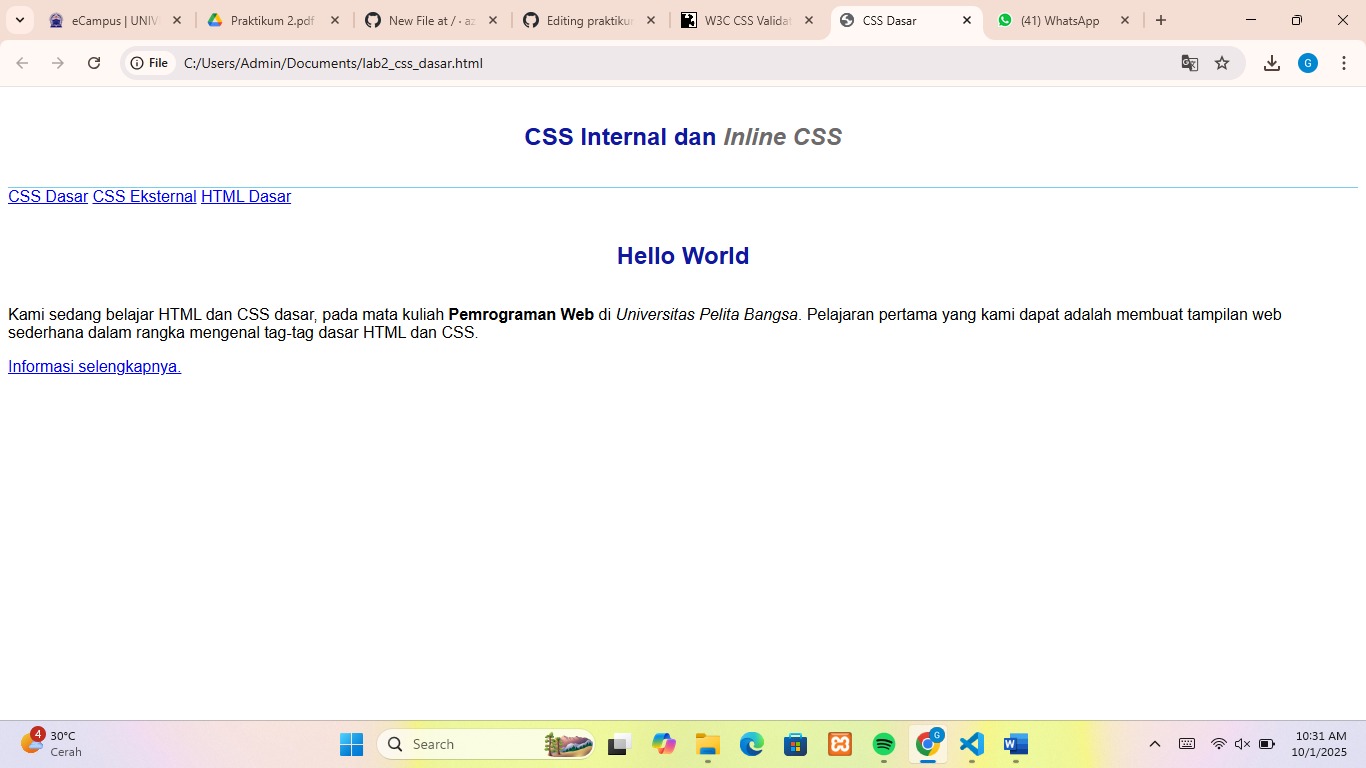 eCampus | UNIV
Praktikum 2.pdf
New File at / · az
Editing praktikum
W3C CSS Validat
CSS Dasar
(41) WhatsApp
File
C:/Users/Admin/Documents/lab2_css_dasar.html
G
CSS Internal dan Inline CSS
CSS Dasar CSS Eksternal HTML Dasar
Hello World
Kami sedang belajar HTML dan CSS dasar, pada mata kuliah Pemrograman Web di Universitas Pelita Bangsa. Pelajaran pertama yang kami dapat adalah membuat tampilan web
sederhana dalam rangka mengenal tag-tag dasar HTML dan CSS.
Informasi selengkapnya.
4
30°C
Cerah
Search
G
10:31 AM
10/1/2025